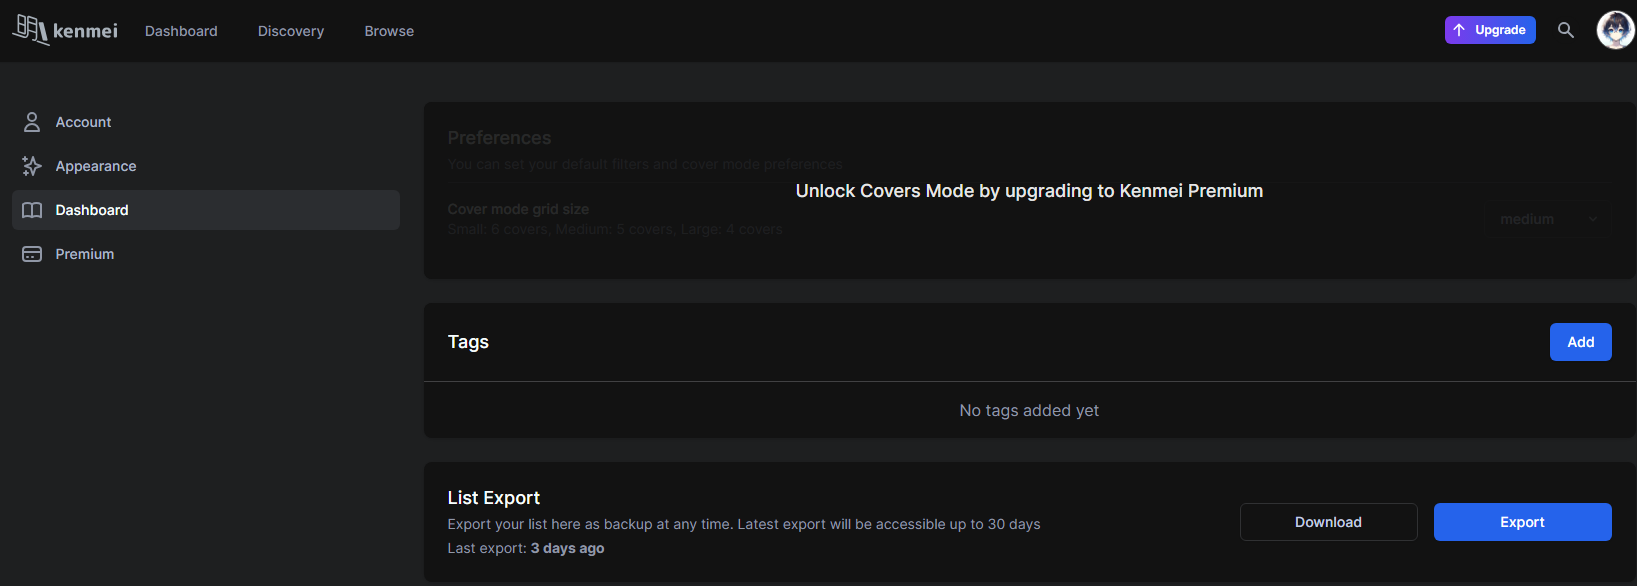 kenmei
Dashboard
Discovery
Browse
Upgrade
Account
Appearance
Dashboard
Premium
Preferences
You can set your default filters and cover mode preferences
Unlock Covers Mode by upgrading to Kenmei Premium
Cover mode grid size
Small: 6 covers, Medium: 5 covers, Large: 4 covers
medium
Tags
Add
No tags added yet
List Export
Export your list here as backup at any time. Latest export will be accessible up to 30 days
Last export: 3 days ago
Download
Export